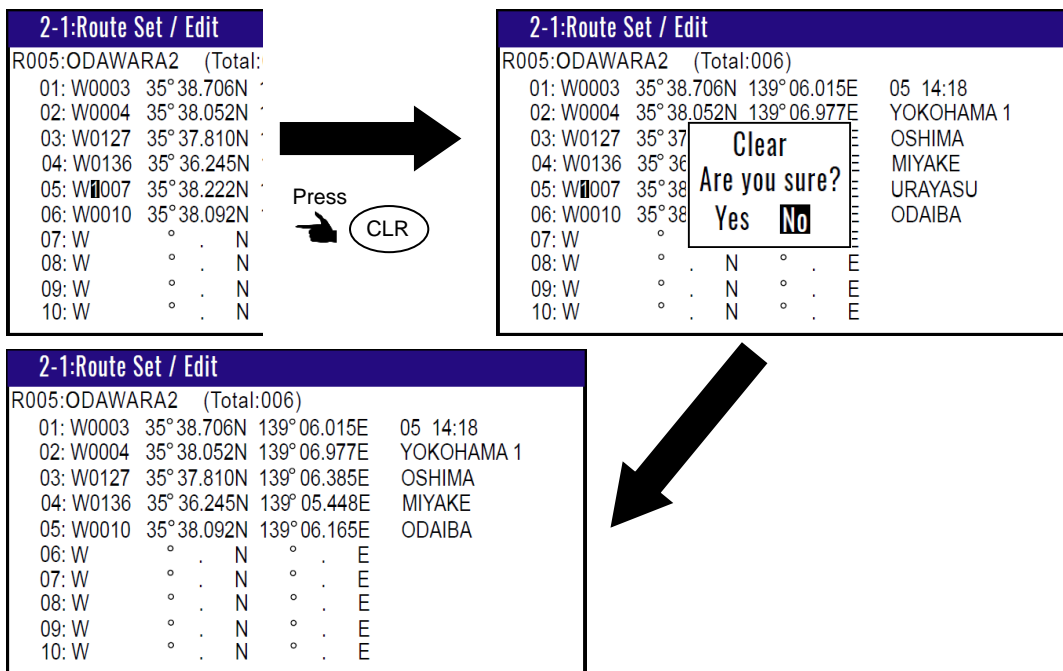 2-1:Route Set / Edit
R005:ODAWARA2 (Total:
01: W0003 35°38.706N 1
02: W0004 35°38.052N
03: W0127 35°37.810N
04: W0136 35°36.245N
05: W1007 35°38.222N
06: W0010 35°38.092N
07: W ° . N
08: W ° . N
09: W ° . N
10: W ° . N
Press
CLR
2-1:Route Set / Edit
R005:ODAWARA2 (Total:006)
01: W0003 35°38.706N 139°06.015E 05 14:18
02: W0004 35°38.052N 139°06.977E YOKOHAMA 1
03: W0127 35°37 E OSHIMA
04: W0136 35°36 E MIYAKE
05: W1007 35°38 E URAYASU
06: W0010 35°38 E ODAIBA
07: W ° E
08: W ° . N ° . E
09: W ° . N ° . E
10: W ° . N ° . E
Clear
Are you sure?
Yes No
2-1:Route Set / Edit
R005:ODAWARA2 (Total:006)
01: W0003 35°38.706N 139°06.015E 05 14:18
02: W0004 35°38.052N 139°06.977E YOKOHAMA 1
03: W0127 35°37.810N 139°06.385E OSHIMA
04: W0136 35°36.245N 139°05.448E MIYAKE
05: W0010 35°38.092N 139°06.165E ODAIBA
06: W ° . N ° . E
07: W ° . N ° . E
08: W ° . N ° . E
09: W ° . N ° . E
10: W ° . N ° . E